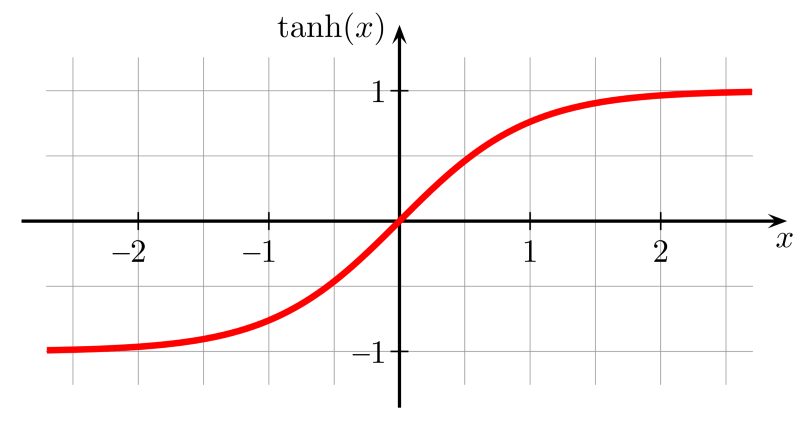 tanh(x)
1
–2 –1 1 2
x
–1